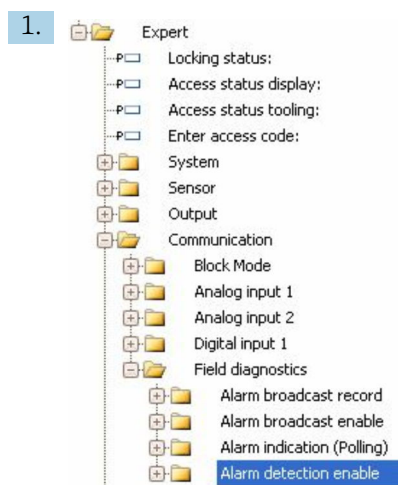 1.
Expert
Locking status:
Access status display:
Access status tooling:
Enter access code:
System
Sensor
Output
Communication
Block Mode
Analog input 1
Analog input 2
Digital input 1
Field diagnostics
Alarm broadcast record
Alarm broadcast enable
Alarm indication (Polling)
Alarm detection enable